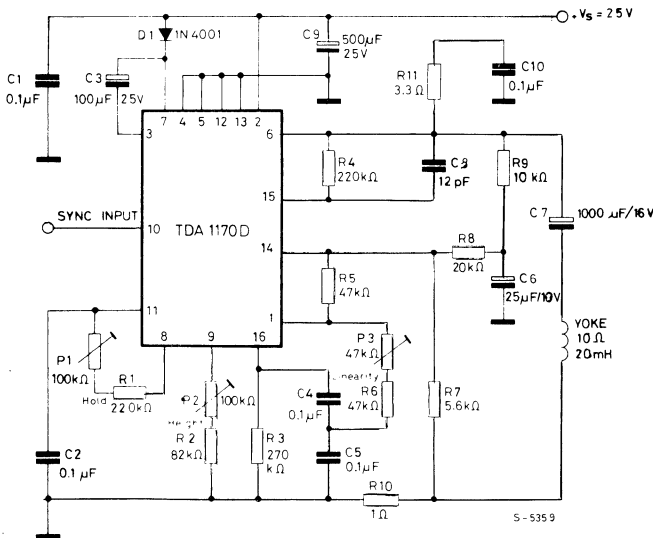 +Vs = 25V
D1 1N 4001
C9 500µF 25V
C1 0.1µF
C3 100µF 25V
R11 3.3Ω
C10 0.1µF
7 4 5 12 13 2
3
6
R4 220kΩ
C8 12pF
R9 10kΩ
C7 1000µF/16V
15
SYNC INPUT
10
TDA 1170D
14
R8 20kΩ
R5 47kΩ
C6 25µF/10V
11
1
8 9 16
P1 100kΩ
R1 220kΩ
Hold
P2 100kΩ
Height
R2 82kΩ
R3 270 kΩ
P3 47kΩ
Linearity
C4 0.1µF
R6 47kΩ
R7 5.6kΩ
YOKE 10Ω 20mH
C2 0.1µF
C5 0.1µF
R10 1Ω
S-5359